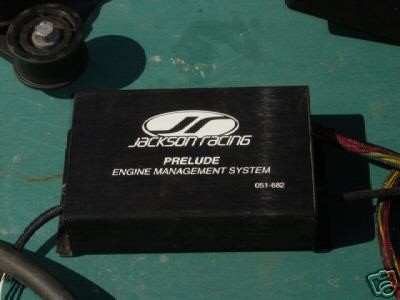 JACKSON RACING
PRELUDE
ENGINE MANAGEMENT SYSTEM
051-682